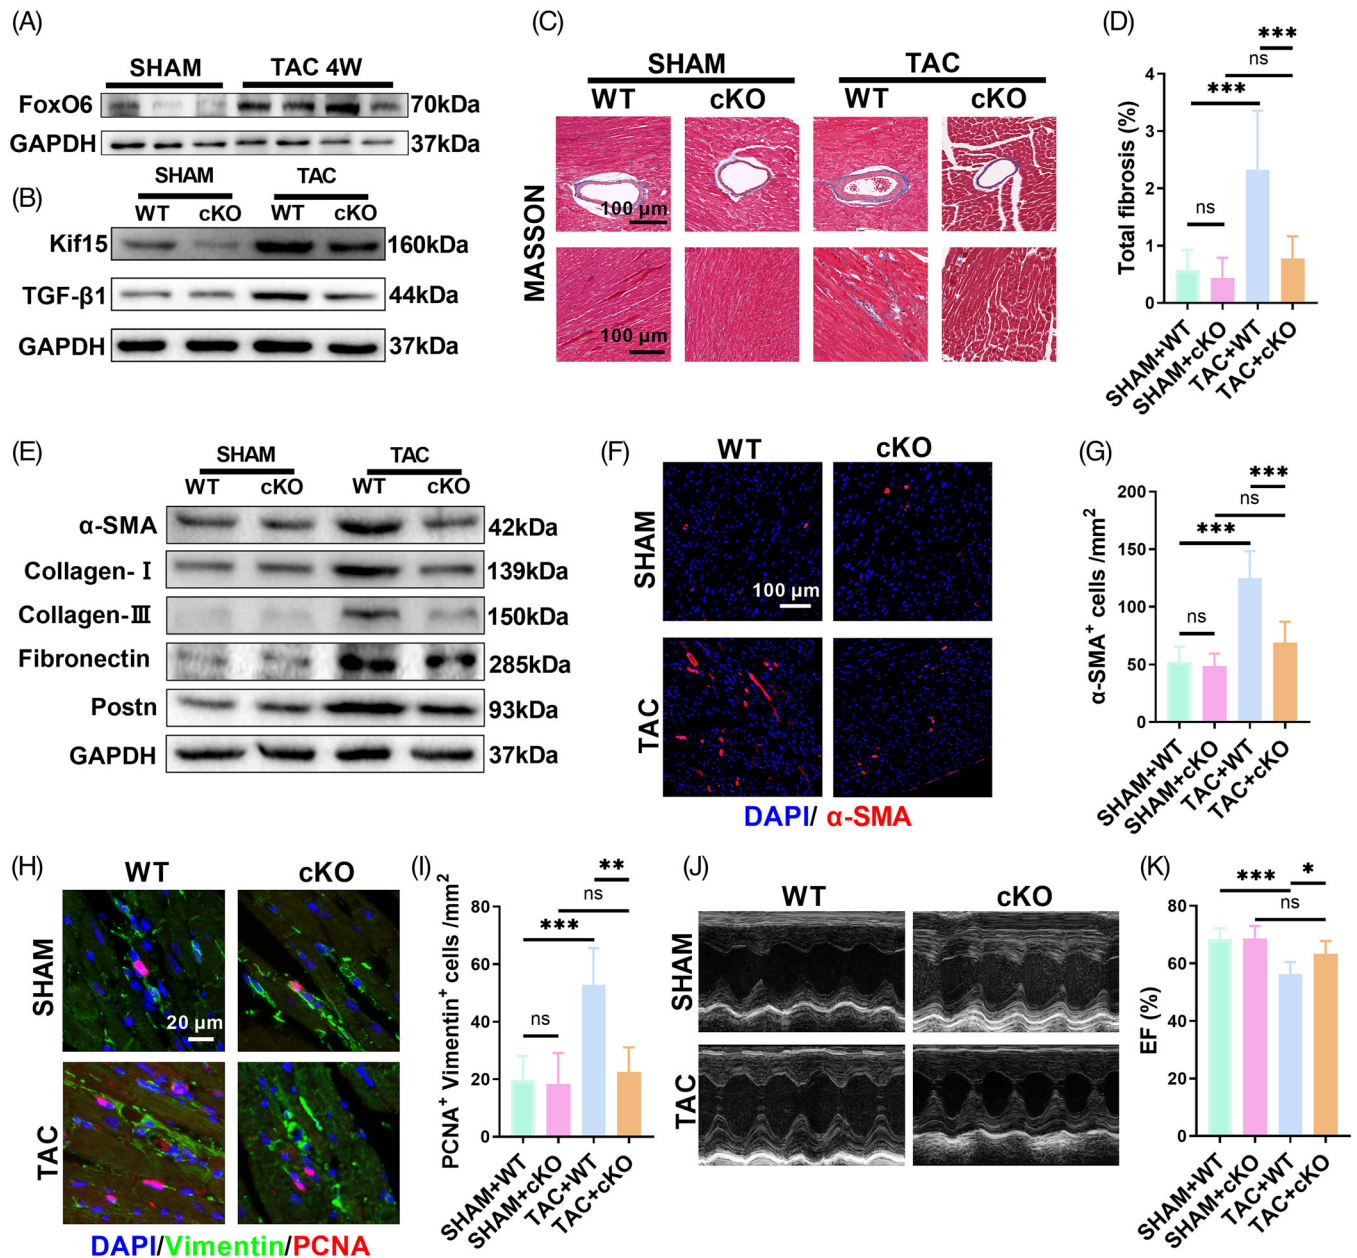 (A)
SHAM TAC 4W
FoxO6 70kDa
GAPDH 37kDa
(B)
SHAM TAC
WT cKO WT cKO
Kif15 160kDa
TGF-β1 44kDa
GAPDH 37kDa
(C)
SHAM TAC
WT cKO WT cKO
MASSON
100 μm
100 μm
(D)
Total fibrosis (%)
4
3
2
1
0
ns
***
ns
***
SHAM+WT
SHAM+cKO
TAC+WT
TAC+cKO
(E)
SHAM TAC
WT cKO WT cKO
α-SMA 42kDa
Collagen-Ⅰ 139kDa
Collagen-Ⅲ 150kDa
Fibronectin 285kDa
Postn 93kDa
GAPDH 37kDa
(F)
WT cKO
SHAM
100 μm
TAC
DAPI/ α-SMA
(G)
α-SMA+ cells /mm2
200
150
100
50
0
ns
***
ns
***
SHAM+WT
SHAM+cKO
TAC+WT
TAC+cKO
(H)
WT cKO
SHAM
20 μm
TAC
DAPI/Vimentin/PCNA
(I)
PCNA+ Vimentin+ cells /mm2
80
60
40
20
0
ns
***
ns
**
SHAM+WT
SHAM+cKO
TAC+WT
TAC+cKO
(J)
WT cKO
SHAM
TAC
(K)
EF (%)
80
60
40
20
0
***
*
ns
SHAM+WT
SHAM+cKO
TAC+WT
TAC+cKO